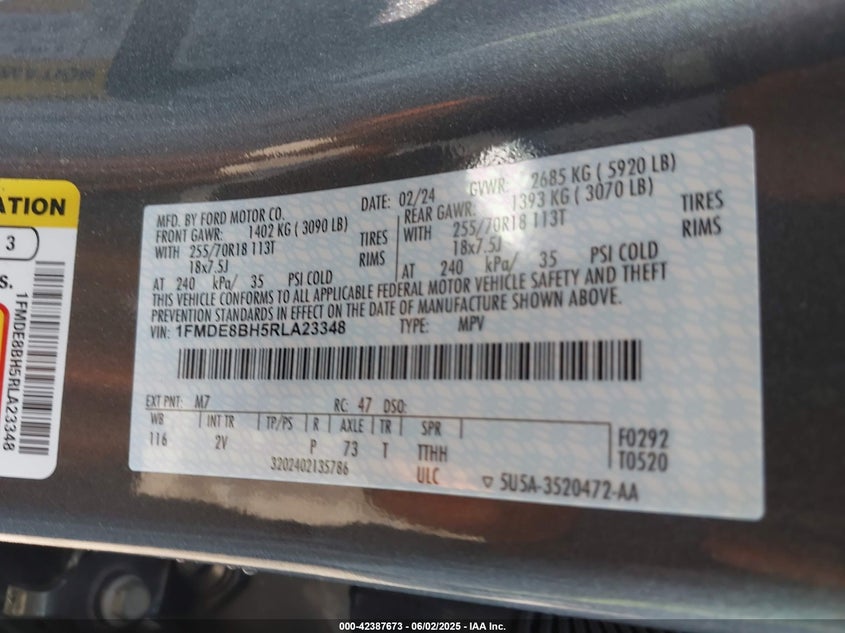 ATION
3
S.
1FMDE8BH5RLA23348
MFD. BY FORD MOTOR CO.
DATE: 02/24
GVWR: 2685 KG ( 5920 LB)
FRONT GAWR: 1402 KG ( 3090 LB)
REAR GAWR: 1393 KG ( 3070 LB)
WITH 255/70R18 113T TIRES
WITH 255/70R18 113T TIRES
18x7.5J RIMS
18x7.5J RIMS
AT 240 kPa/ 35 PSI COLD
AT 240 kPa/ 35 PSI COLD
THIS VEHICLE CONFORMS TO ALL APPLICABLE FEDERAL MOTOR VEHICLE SAFETY AND THEFT
PREVENTION STANDARDS IN EFFECT ON THE DATE OF MANUFACTURE SHOWN ABOVE.
VIN: 1FMDE8BH5RLA23348 TYPE: MPV
EXT PNT: M7 RC: 47 DSO:
WB INT TR TP/PS R AXLE TR SPR
116 2V P 73 T TTHH
F0292
T0520
3202402135786 ULC
5U5A-3520472-AA
000-42387673 - 06/02/2025 - IAA Inc.